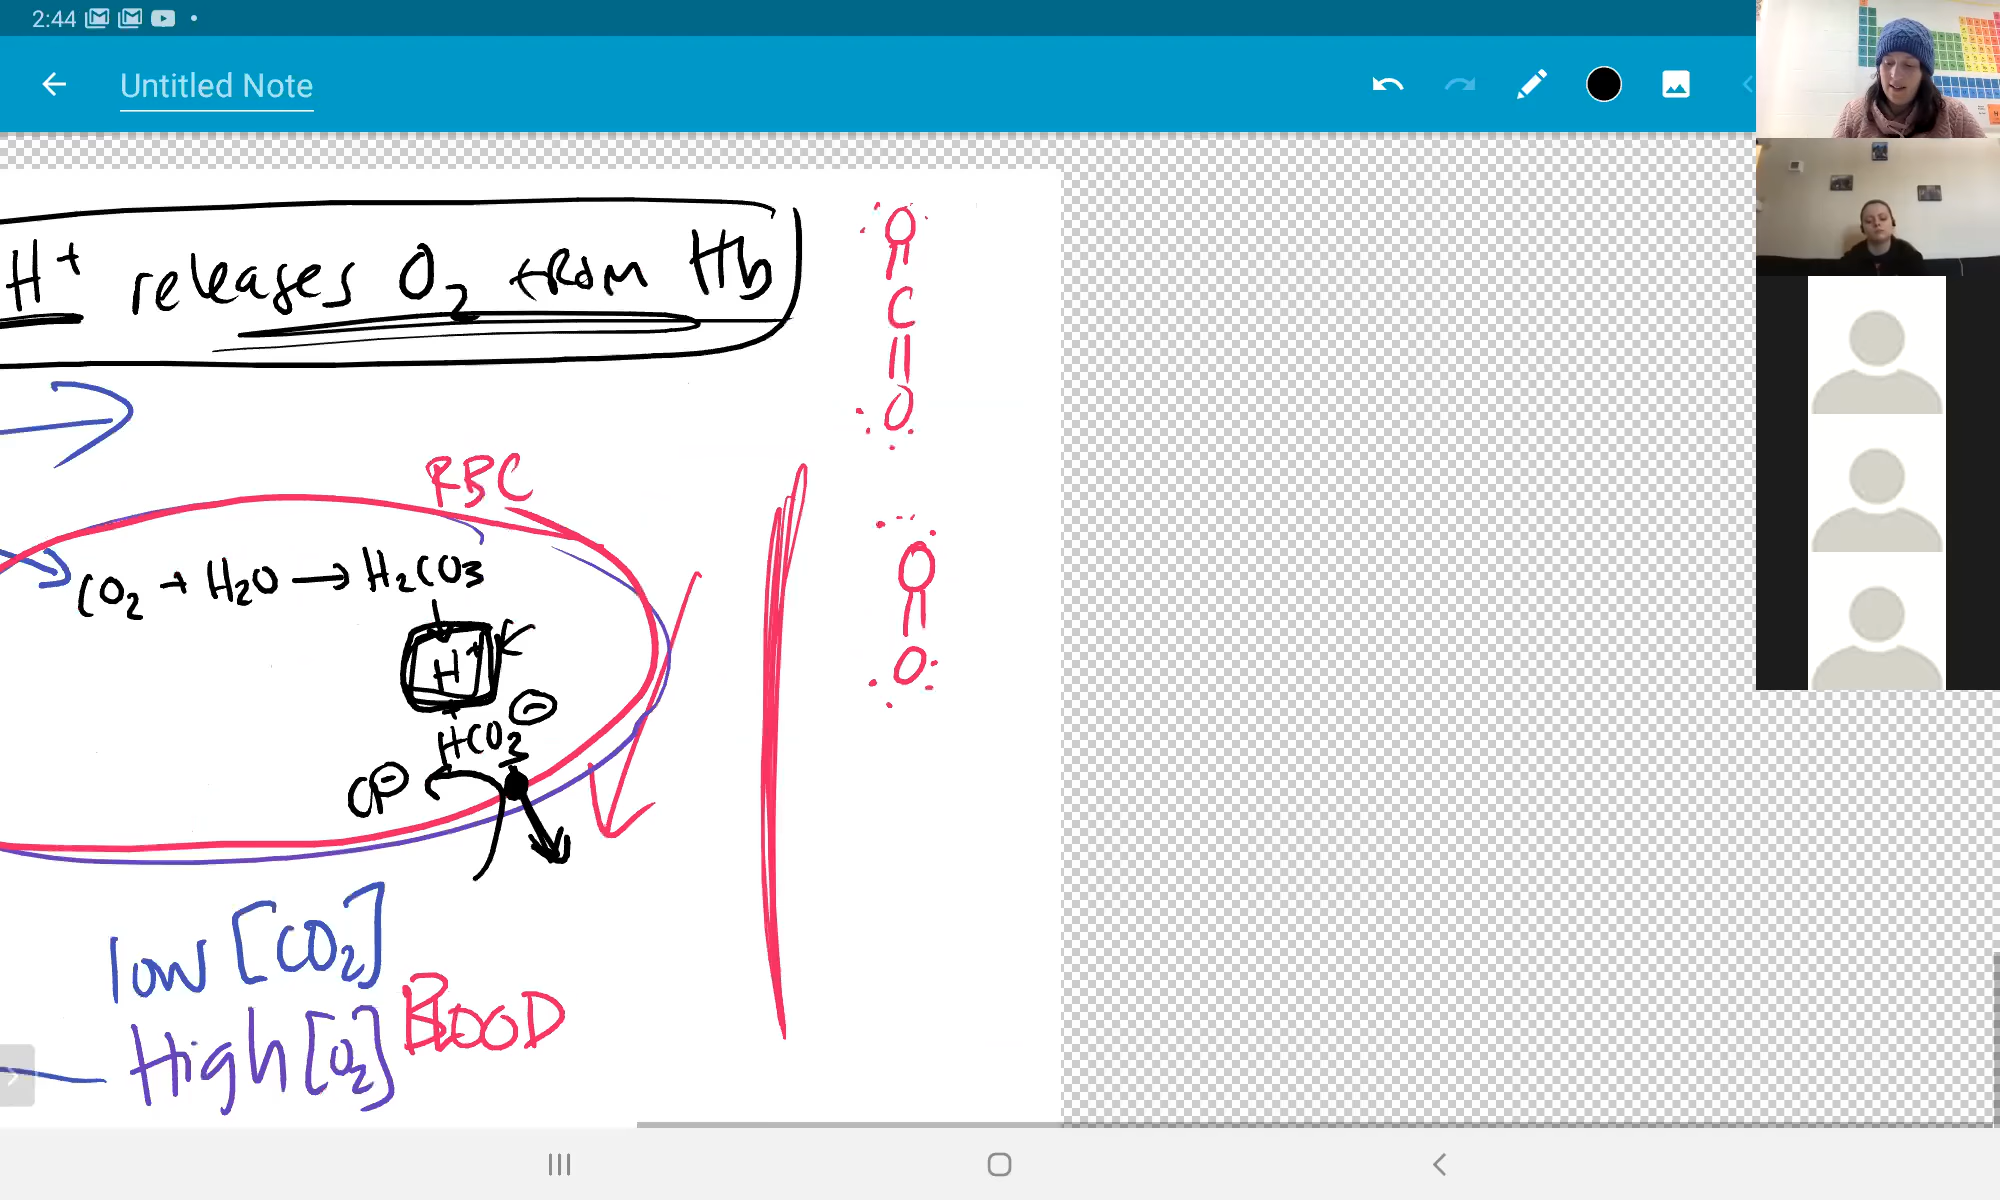 2:44
Untitled Note
H+ releases O2 from Hb
O
C
O
RBC
CO2 + H2O → H2CO3
H+
+
HCO3 −
Cl −
O
O
low [CO2]
High [O2] BLOOD